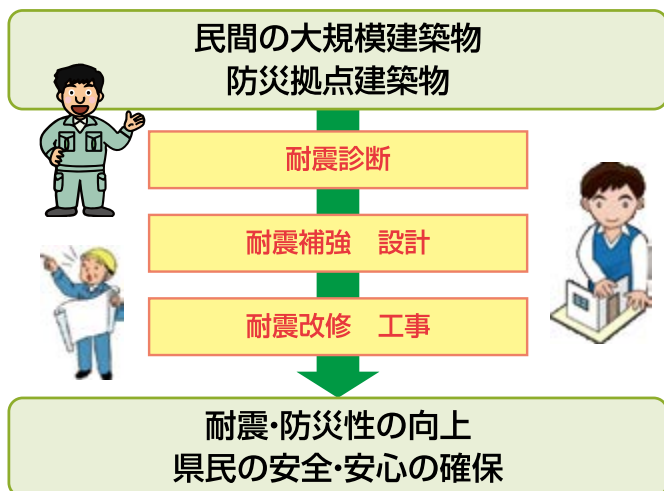 民間の大規模建築物
防災拠点建築物
耐震診断
耐震補強　設計
耐震改修　工事
耐震・防災性の向上
県民の安全・安心の確保